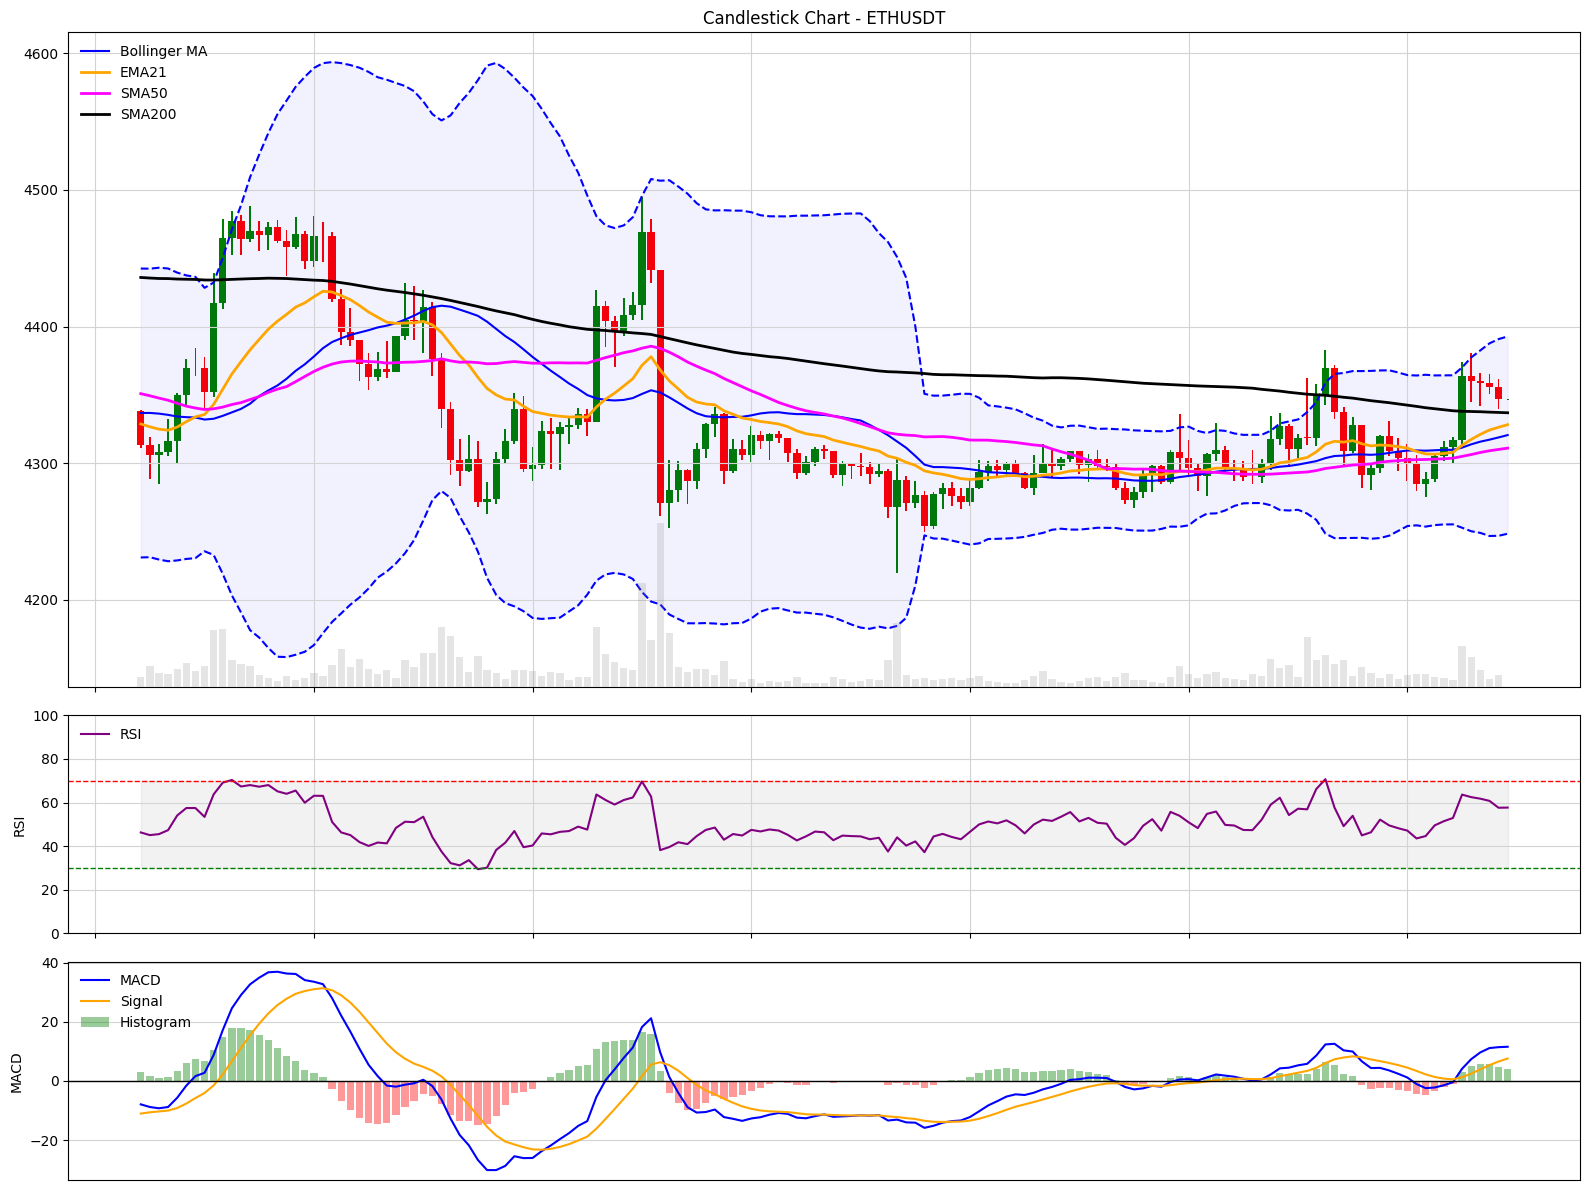 Candlestick Chart - ETHUSDT
Bollinger MA
EMA21
SMA50
SMA200
4600
4500
4400
4300
4200
RSI
100
80
60
40
20
0
RSI
MACD
Signal
Histogram
40
20
0
−20
MACD